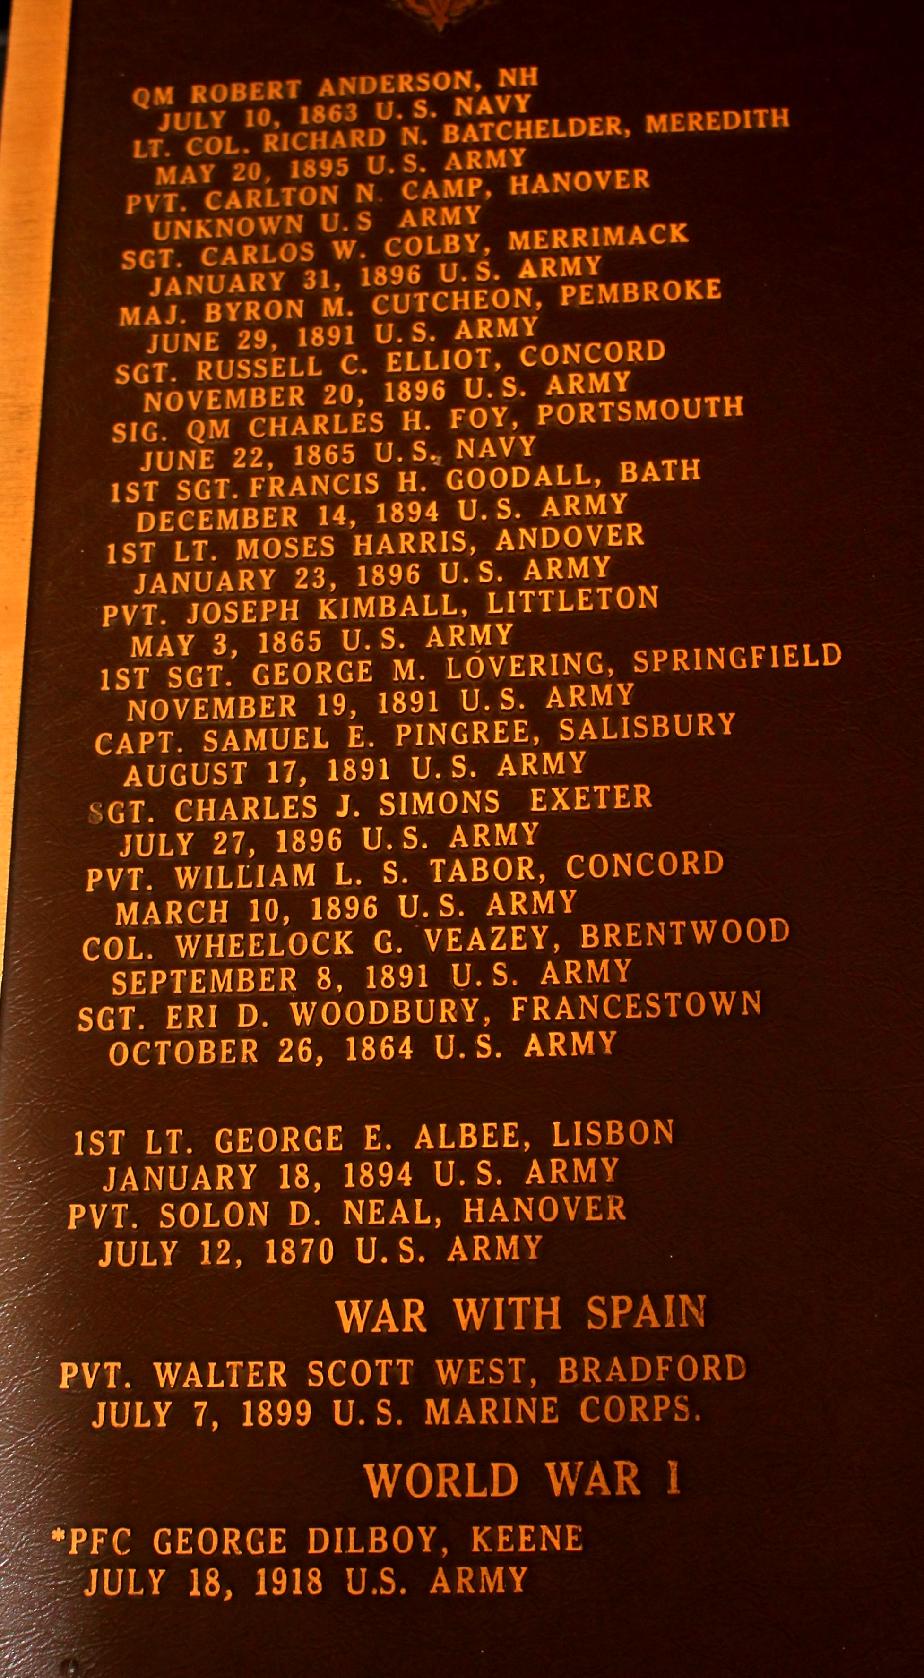 QM ROBERT ANDERSON, NH
JULY 10, 1863 U.S. NAVY
LT. COL. RICHARD N. BATCHELDER, MEREDITH
MAY 20, 1895 U.S. ARMY
PVT. CARLTON N. CAMP, HANOVER
UNKNOWN U.S ARMY
SGT. CARLOS W. COLBY, MERRIMACK
JANUARY 31, 1896 U.S. ARMY
MAJ. BYRON M. CUTCHEON, PEMBROKE
JUNE 29, 1891 U.S. ARMY
SGT. RUSSELL C. ELLIOT, CONCORD
NOVEMBER 20, 1896 U.S. ARMY
SIG. QM CHARLES H. FOY, PORTSMOUTH
JUNE 22, 1865 U.S. NAVY
1ST SGT. FRANCIS H. GOODALL, BATH
DECEMBER 14, 1894 U.S. ARMY
1ST LT. MOSES HARRIS, ANDOVER
JANUARY 23, 1896 U.S. ARMY
PVT. JOSEPH KIMBALL, LITTLETON
MAY 3, 1865 U.S. ARMY
1ST SGT. GEORGE M. LOVERING, SPRINGFIELD
NOVEMBER 19, 1891 U.S. ARMY
CAPT. SAMUEL E. PINGREE, SALISBURY
AUGUST 17, 1891 U.S. ARMY
SGT. CHARLES J. SIMONS EXETER
JULY 27, 1896 U.S. ARMY
PVT. WILLIAM L. S. TABOR, CONCORD
MARCH 10, 1896 U.S. ARMY
COL. WHEELOCK G. VEAZEY, BRENTWOOD
SEPTEMBER 8, 1891 U.S. ARMY
SGT. ERI D. WOODBURY, FRANCESTOWN
OCTOBER 26, 1864 U.S. ARMY
1ST LT. GEORGE E. ALBEE, LISBON
JANUARY 18, 1894 U.S. ARMY
PVT. SOLON D. NEAL, HANOVER
JULY 12, 1870 U.S. ARMY
WAR WITH SPAIN
PVT. WALTER SCOTT WEST, BRADFORD
JULY 7, 1899 U.S. MARINE CORPS.
WORLD WAR I
*PFC GEORGE DILBOY, KEENE
JULY 18, 1918 U.S. ARMY